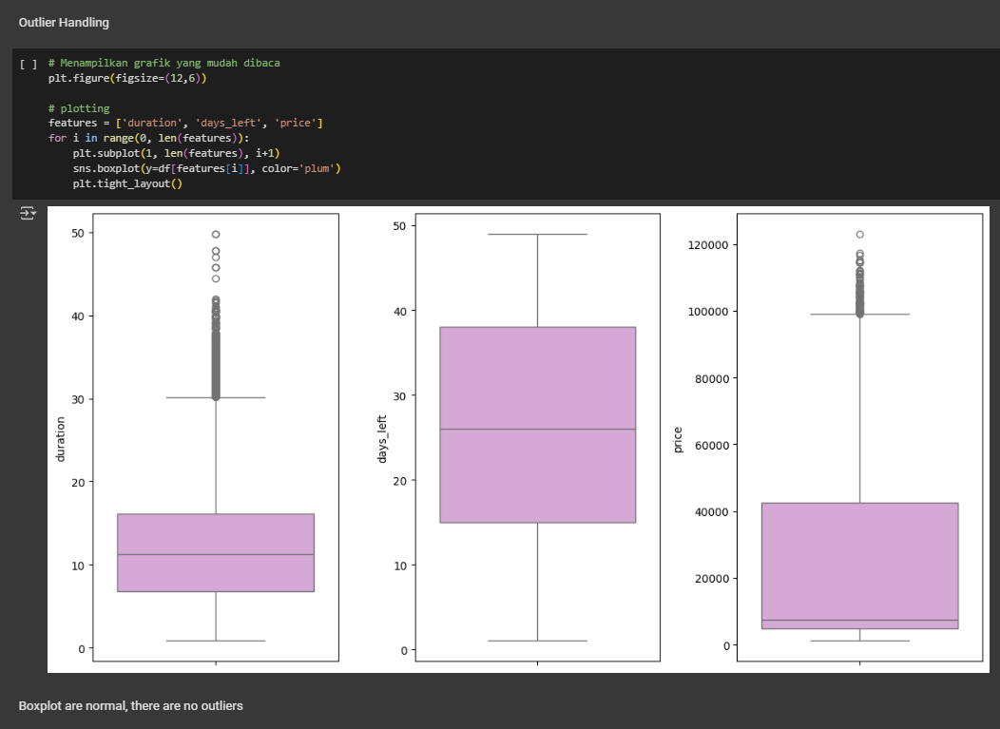 Outlier Handling
[ ] # Menampilkan grafik yang mudah dibaca
plt.figure(figsize=(12,6))
# plotting
features = ['duration', 'days_left', 'price']
for i in range(0, len(features)):
    plt.subplot(1, len(features), i+1)
    sns.boxplot(y=df[features[i]], color='plum')
    plt.tight_layout()
50
40
30
20
10
0
duration
50
40
30
20
10
0
days_left
120000
100000
80000
60000
40000
20000
0
price
Boxplot are normal, there are no outliers